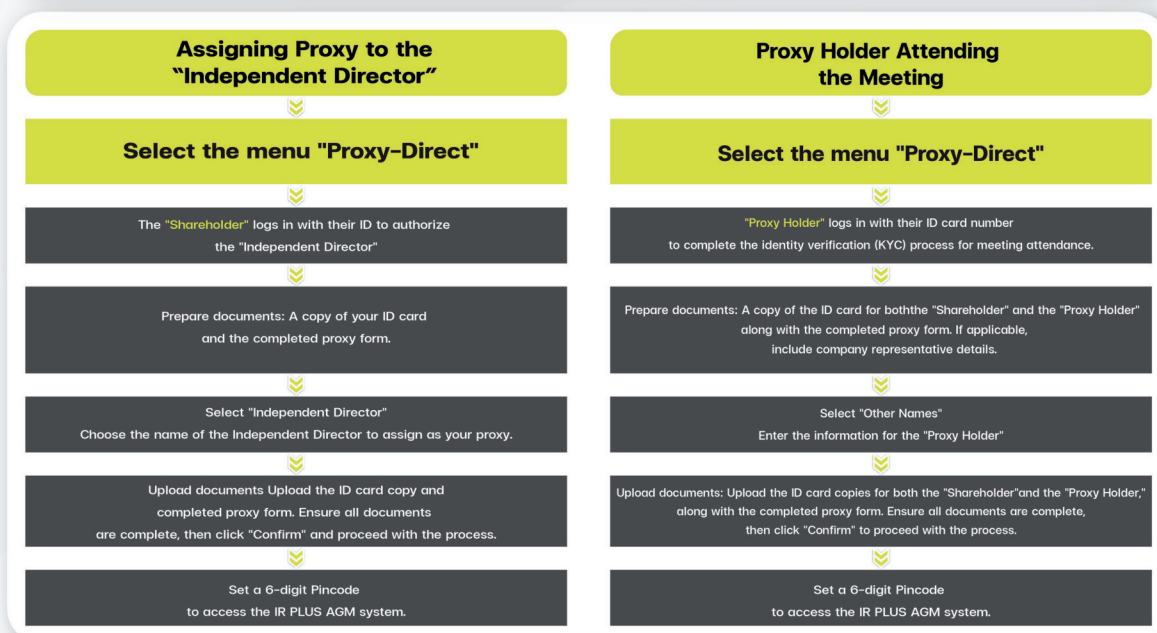 Assigning Proxy to the
“Independent Director”
Select the menu "Proxy-Direct"
The "Shareholder" logs in with their ID to authorize
the "Independent Director"
Prepare documents: A copy of your ID card
and the completed proxy form.
Select "Independent Director"
Choose the name of the Independent Director to assign as your proxy.
Upload documents Upload the ID card copy and
completed proxy form. Ensure all documents
are complete, then click "Confirm" and proceed with the process.
Set a 6-digit Pincode
to access the IR PLUS AGM system.
Proxy Holder Attending
the Meeting
Select the menu "Proxy-Direct"
"Proxy Holder" logs in with their ID card number
to complete the identity verification (KYC) process for meeting attendance.
Prepare documents: A copy of the ID card for boththe "Shareholder" and the "Proxy Holder"
along with the completed proxy form. If applicable,
include company representative details.
Select "Other Names"
Enter the information for the "Proxy Holder"
Upload documents: Upload the ID card copies for both the "Shareholder"and the "Proxy Holder,"
along with the completed proxy form. Ensure all documents are complete,
then click "Confirm" to proceed with the process.
Set a 6-digit Pincode
to access the IR PLUS AGM system.